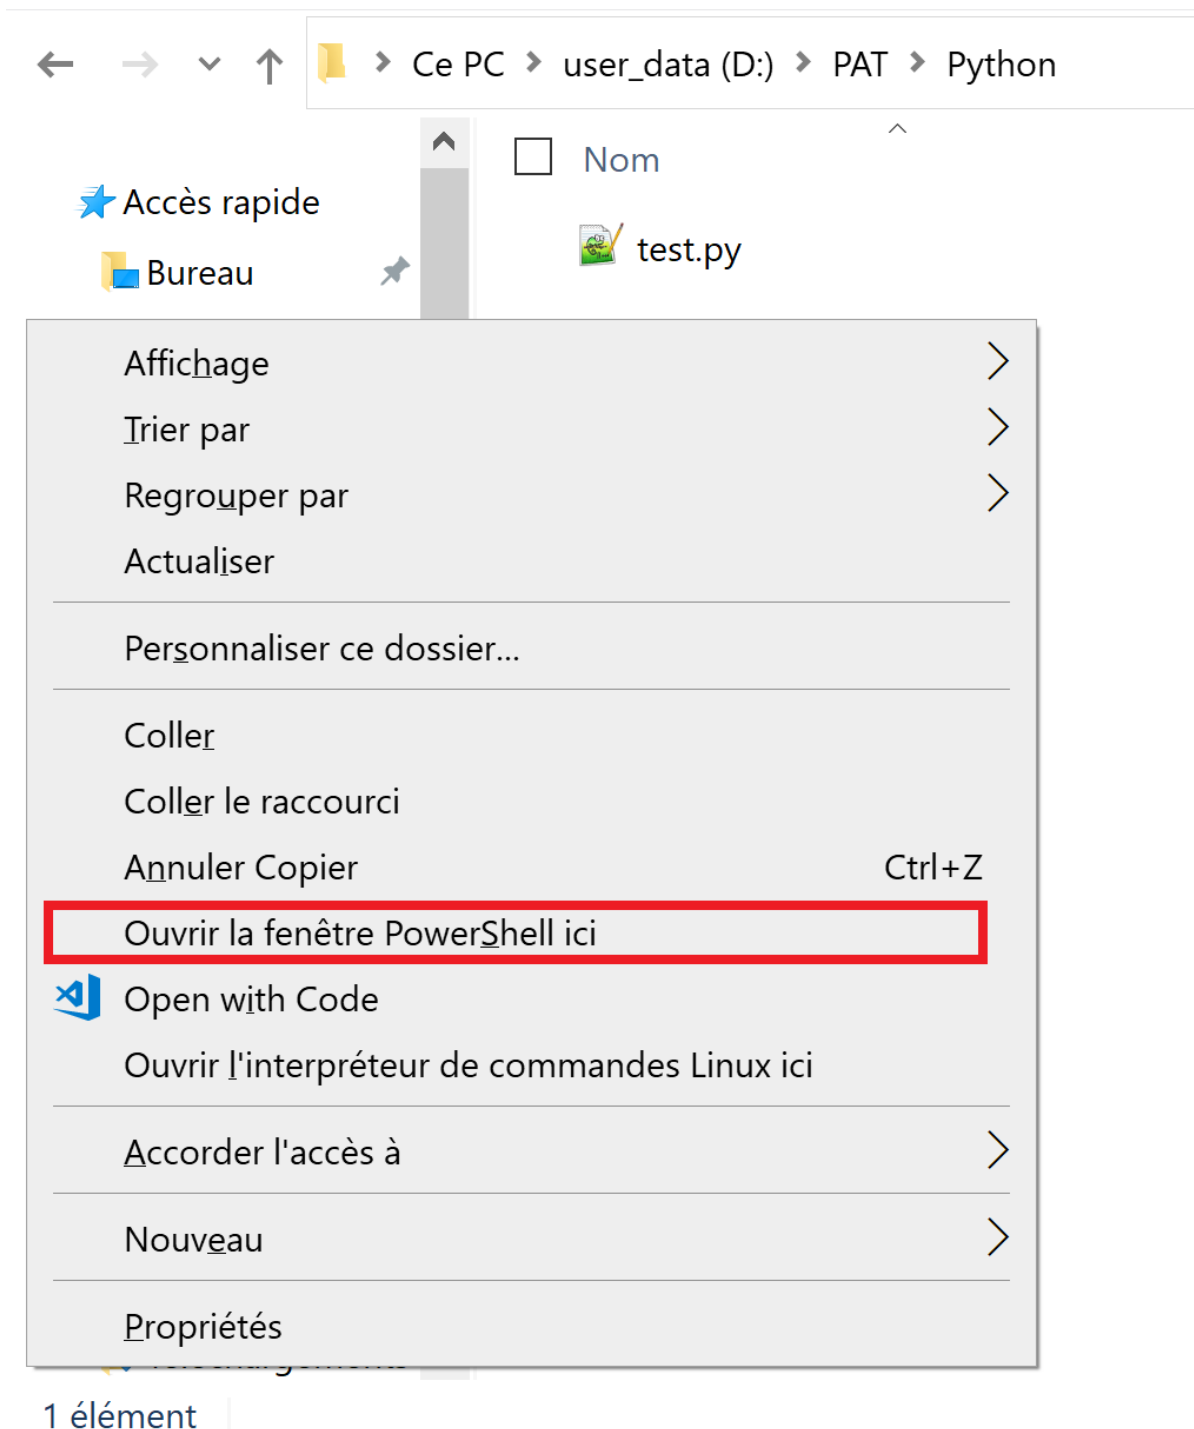 Ce PC user_data (D:) PAT Python
Nom
Accès rapide
test.py
Bureau
Affichage
Trier par
Regrouper par
Actualiser
Personnaliser ce dossier...
Coller
Coller le raccourci
Annuler Copier Ctrl+Z
Ouvrir la fenêtre PowerShell ici
Open with Code
Ouvrir l'interpréteur de commandes Linux ici
Accorder l'accès à
Nouveau
Propriétés
1 élément